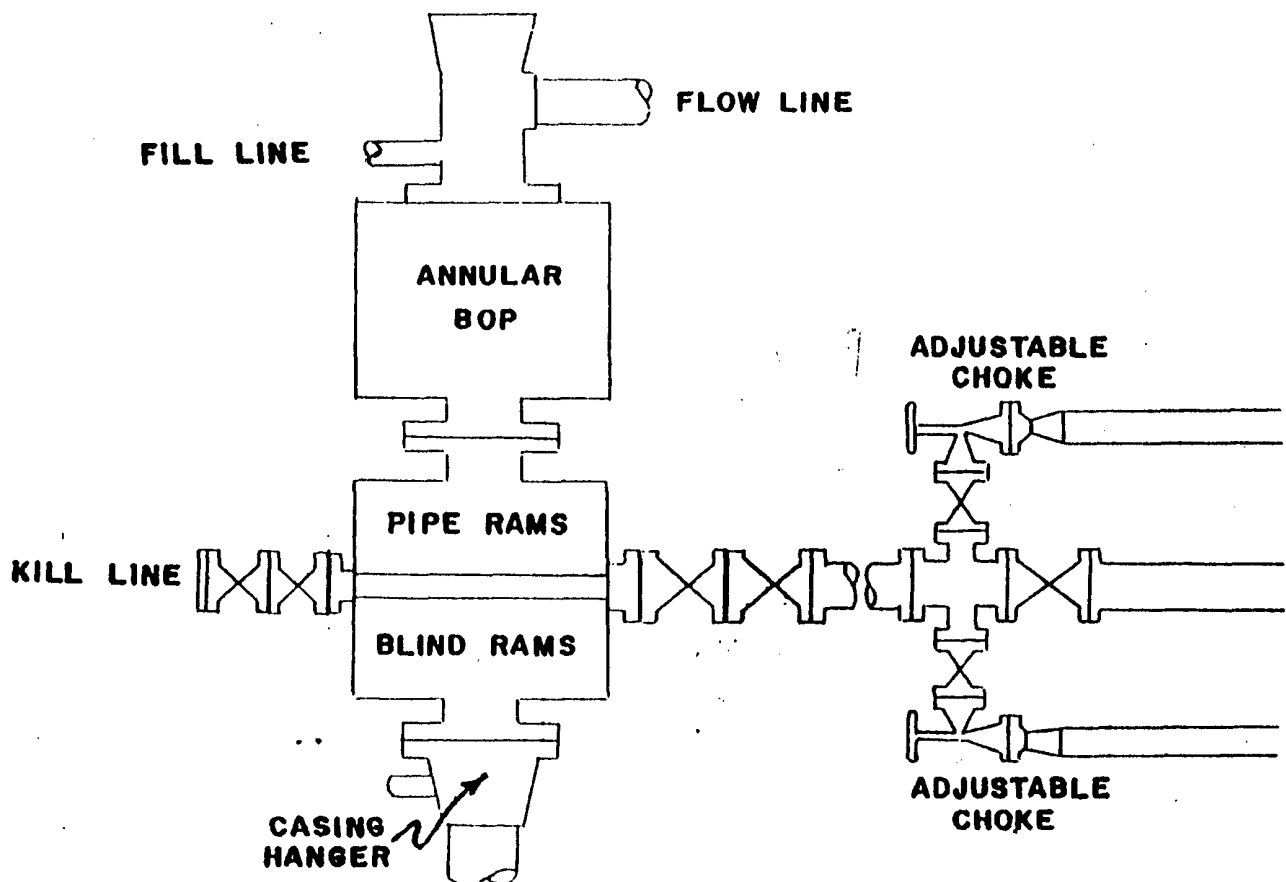 FLOW LINE
FILL LINE
ANNULAR
BOP
ADJUSTABLE
CHOKE
PIPE RAMS
KILL LINE
BLIND RAMS
ADJUSTABLE
CHOKE
CASING
HANGER